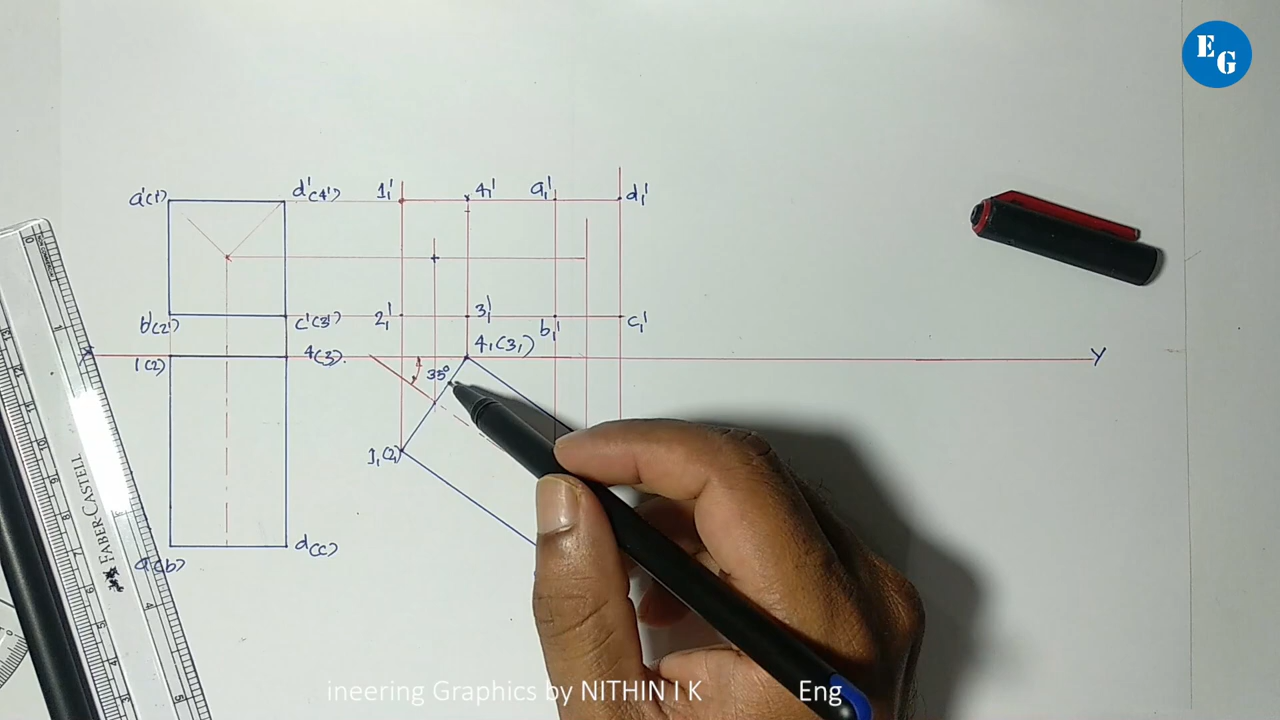 E
G
a'(1') d'(4') 1₁' 4₁' a₁' d₁'
b'(2') c'(3') 2₁' 3₁' b₁' c₁'
1(2) 4(3). 4₁(3₁) Y
35°
1₁(2₁)
d(c)
a(b)
FABER CASTELL
ineering Graphics by NITHIN I K Eng